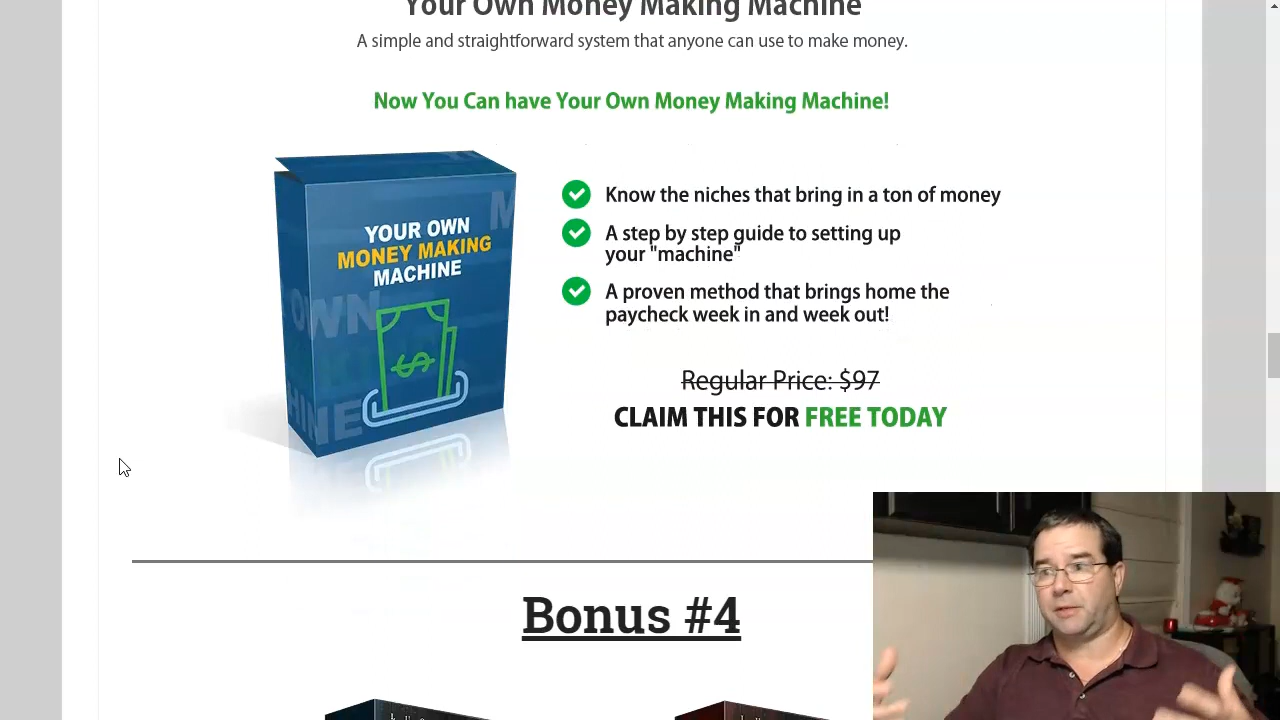 Your Own Money Making Machine
A simple and straightforward system that anyone can use to make money.
Now You Can have Your Own Money Making Machine!
YOUR OWN
MONEY MAKING
MACHINE
Know the niches that bring in a ton of money
A step by step guide to setting up
your "machine"
A proven method that brings home the
paycheck week in and week out!
Regular Price: $97
CLAIM THIS FOR FREE TODAY
Bonus #4